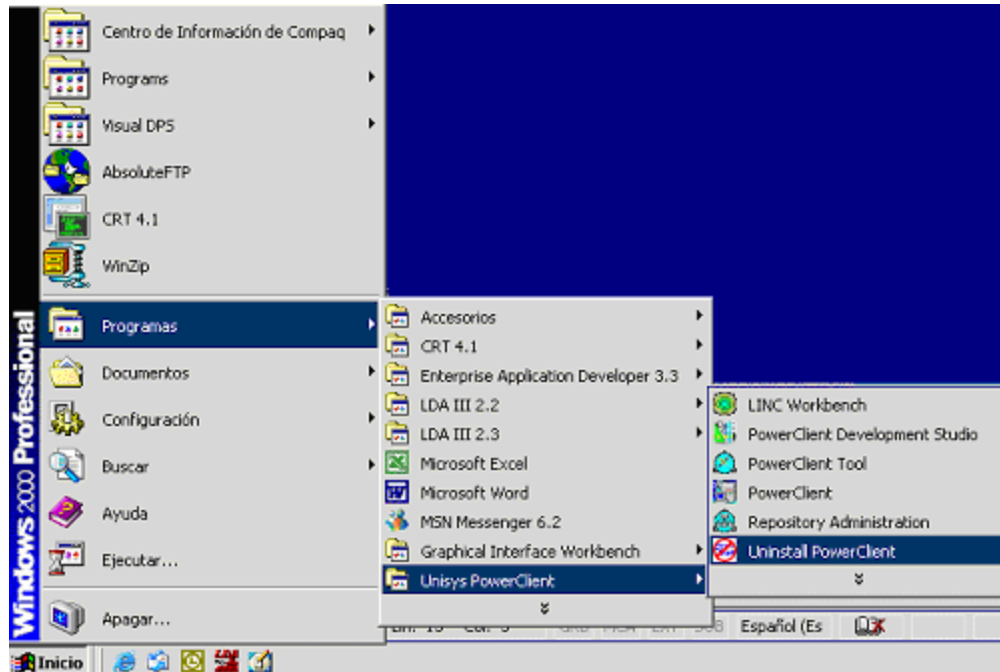 Centro de Información de Compaq
Programs
Visual DPS
AbsoluteFTP
CRT 4.1
WinZip
Programas
Documentos
Configuración
Buscar
Ayuda
Ejecutar...
Apagar...
Windows 2000 Professional
Accesorios
CRT 4.1
Enterprise Application Developer 3.3
LDA III 2.2
LDA III 2.3
Microsoft Excel
Microsoft Word
MSN Messenger 6.2
Graphical Interface Workbench
Unisys PowerClient
LINC Workbench
PowerClient Development Studio
PowerClient Tool
PowerClient
Repository Administration
Uninstall PowerClient
Español (Es
Inicio